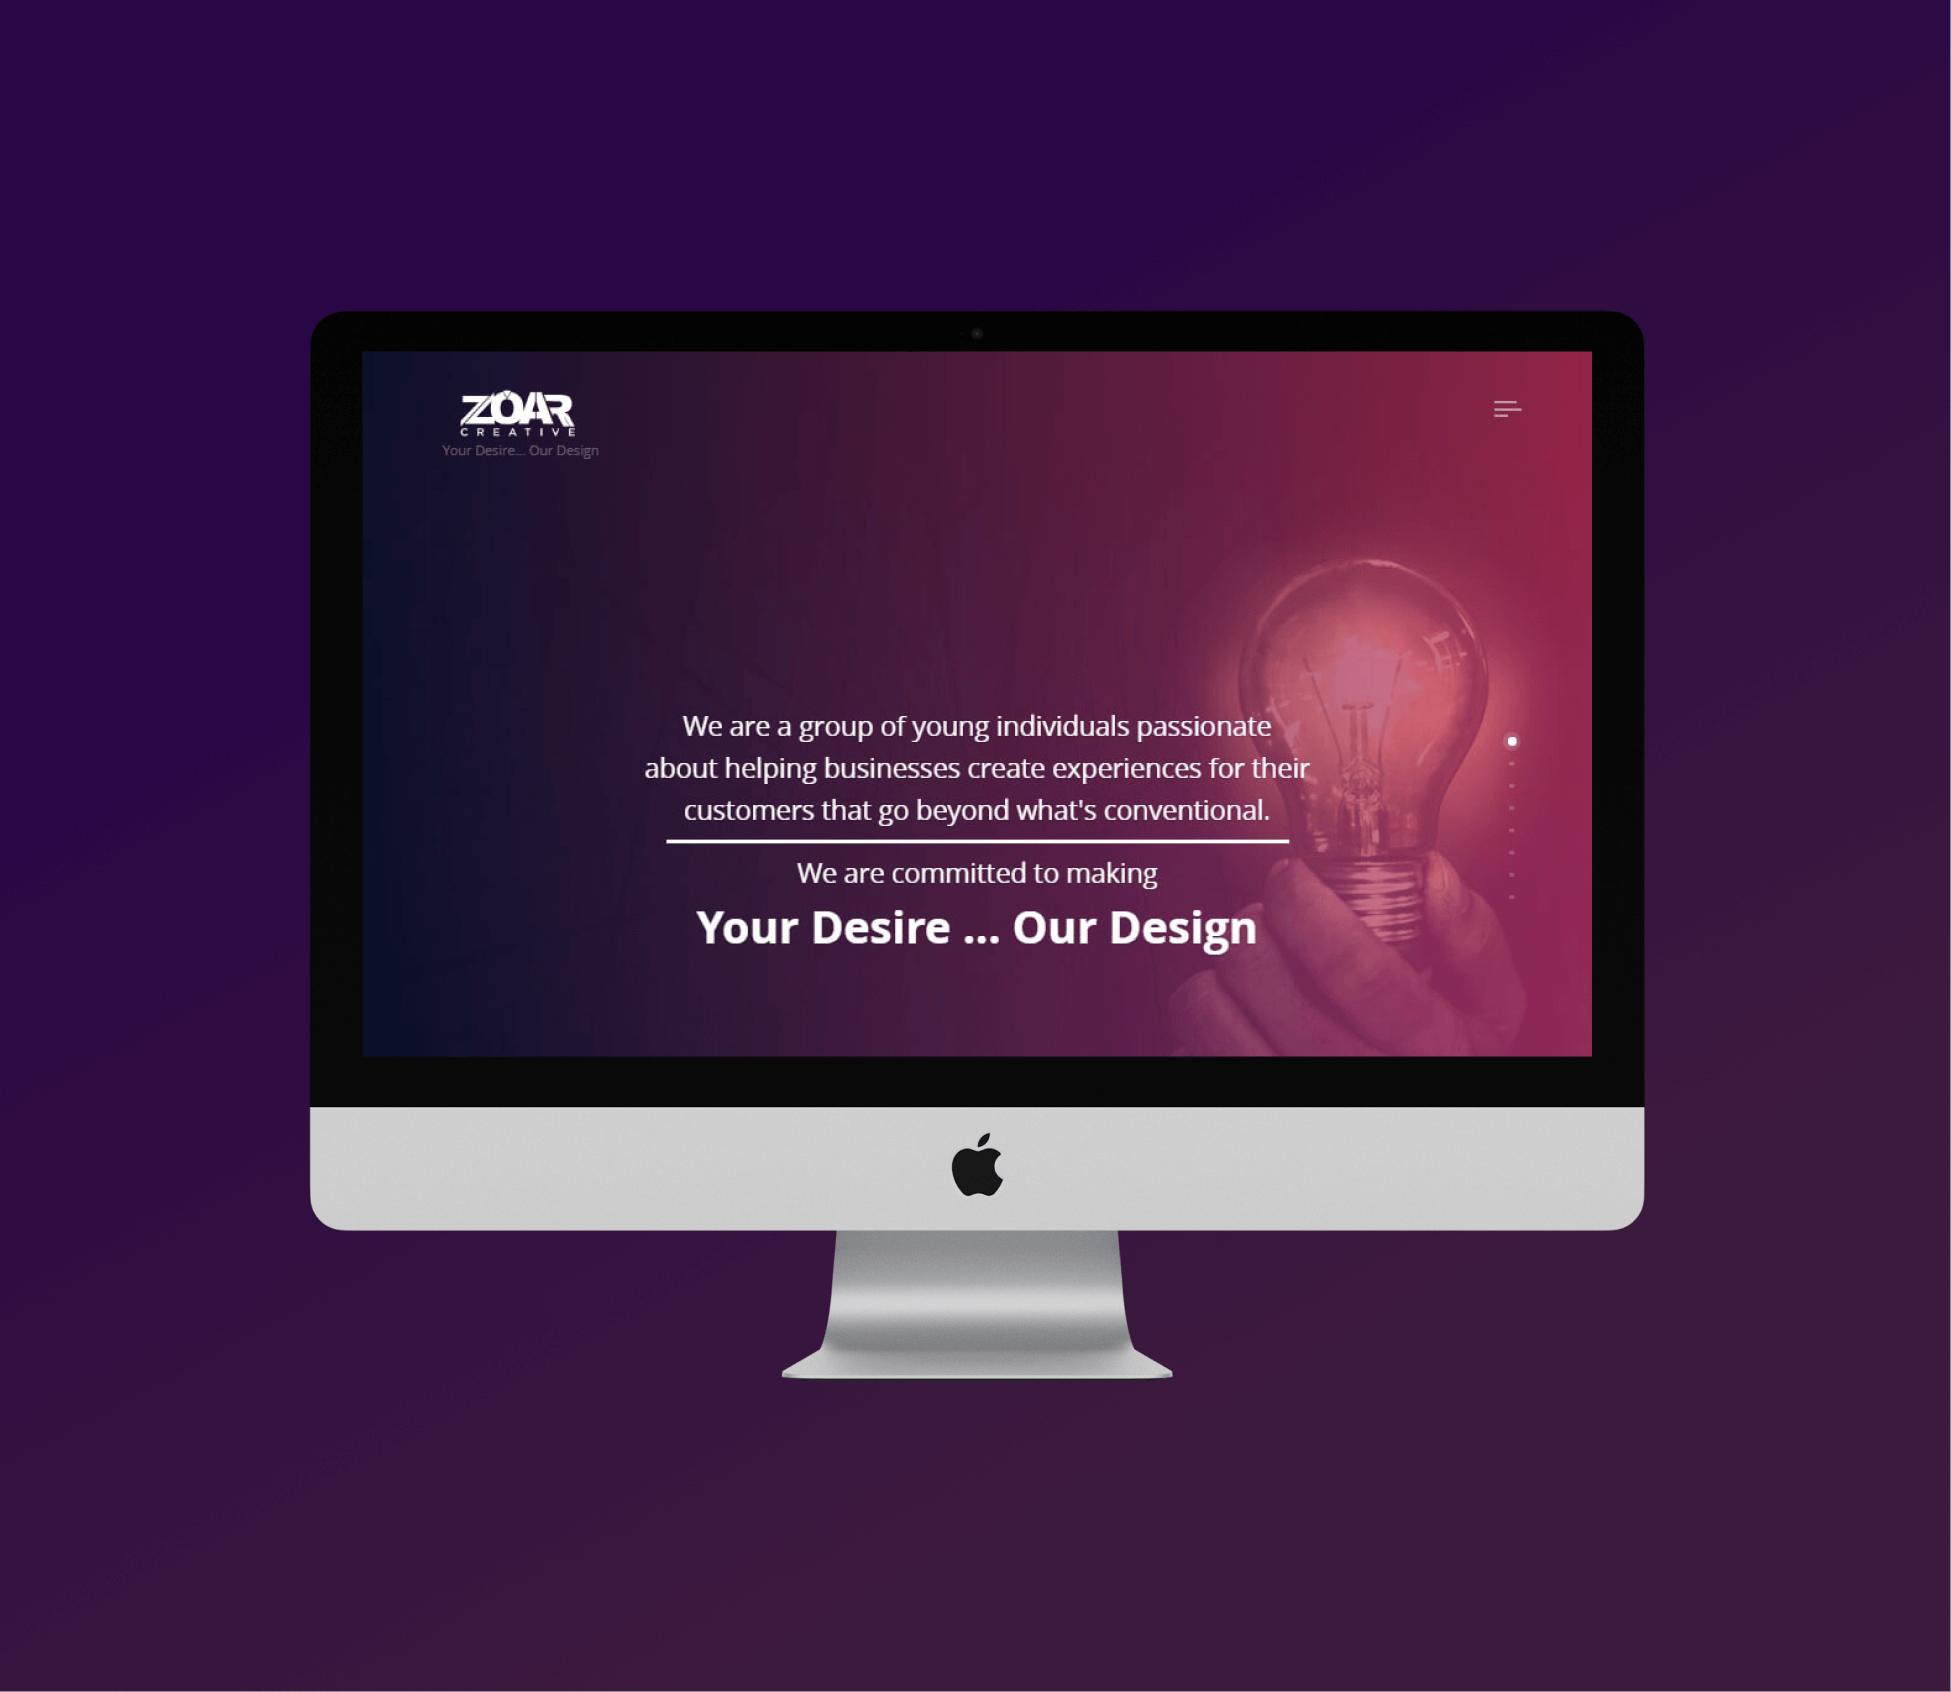 ZOAR
CREATIVE
Your Desire... Our Design
We are a group of young individuals passionate
about helping businesses create experiences for their
customers that go beyond what's conventional.
We are committed to making
Your Desire ... Our Design